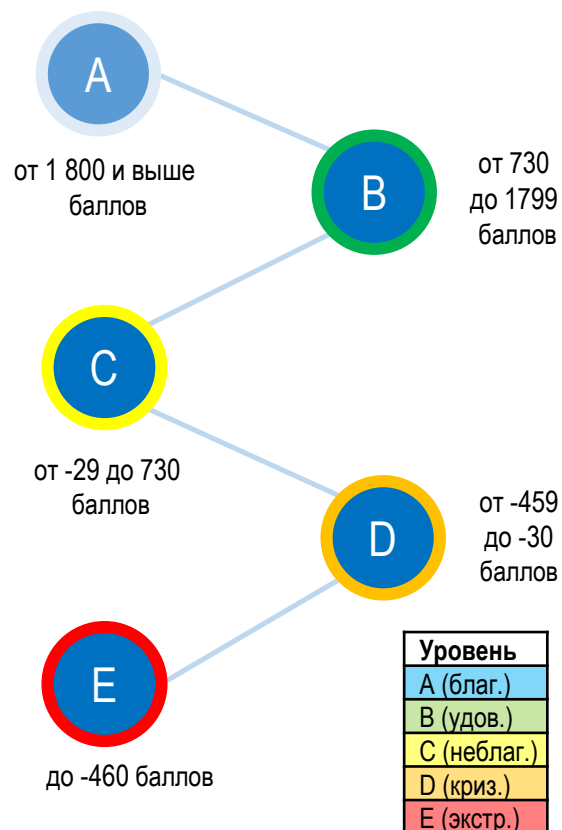 A
от 1 800 и выше
баллов
B
от 730
до 1799
баллов
C
от -29 до 730
баллов
D
от -459
до -30
баллов
E
до -460 баллов
Уровень
A (благ.)
B (удов.)
C (неблаг.)
D (криз.)
E (экстр.)